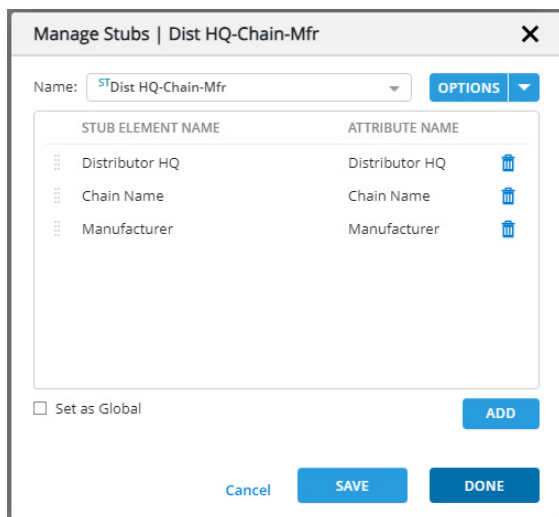 Manage Stubs | Dist HQ-Chain-Mfr
Name: STDist HQ-Chain-Mfr OPTIONS
STUB ELEMENT NAME ATTRIBUTE NAME
Distributor HQ Distributor HQ
Chain Name Chain Name
Manufacturer Manufacturer
Set as Global ADD
Cancel SAVE DONE